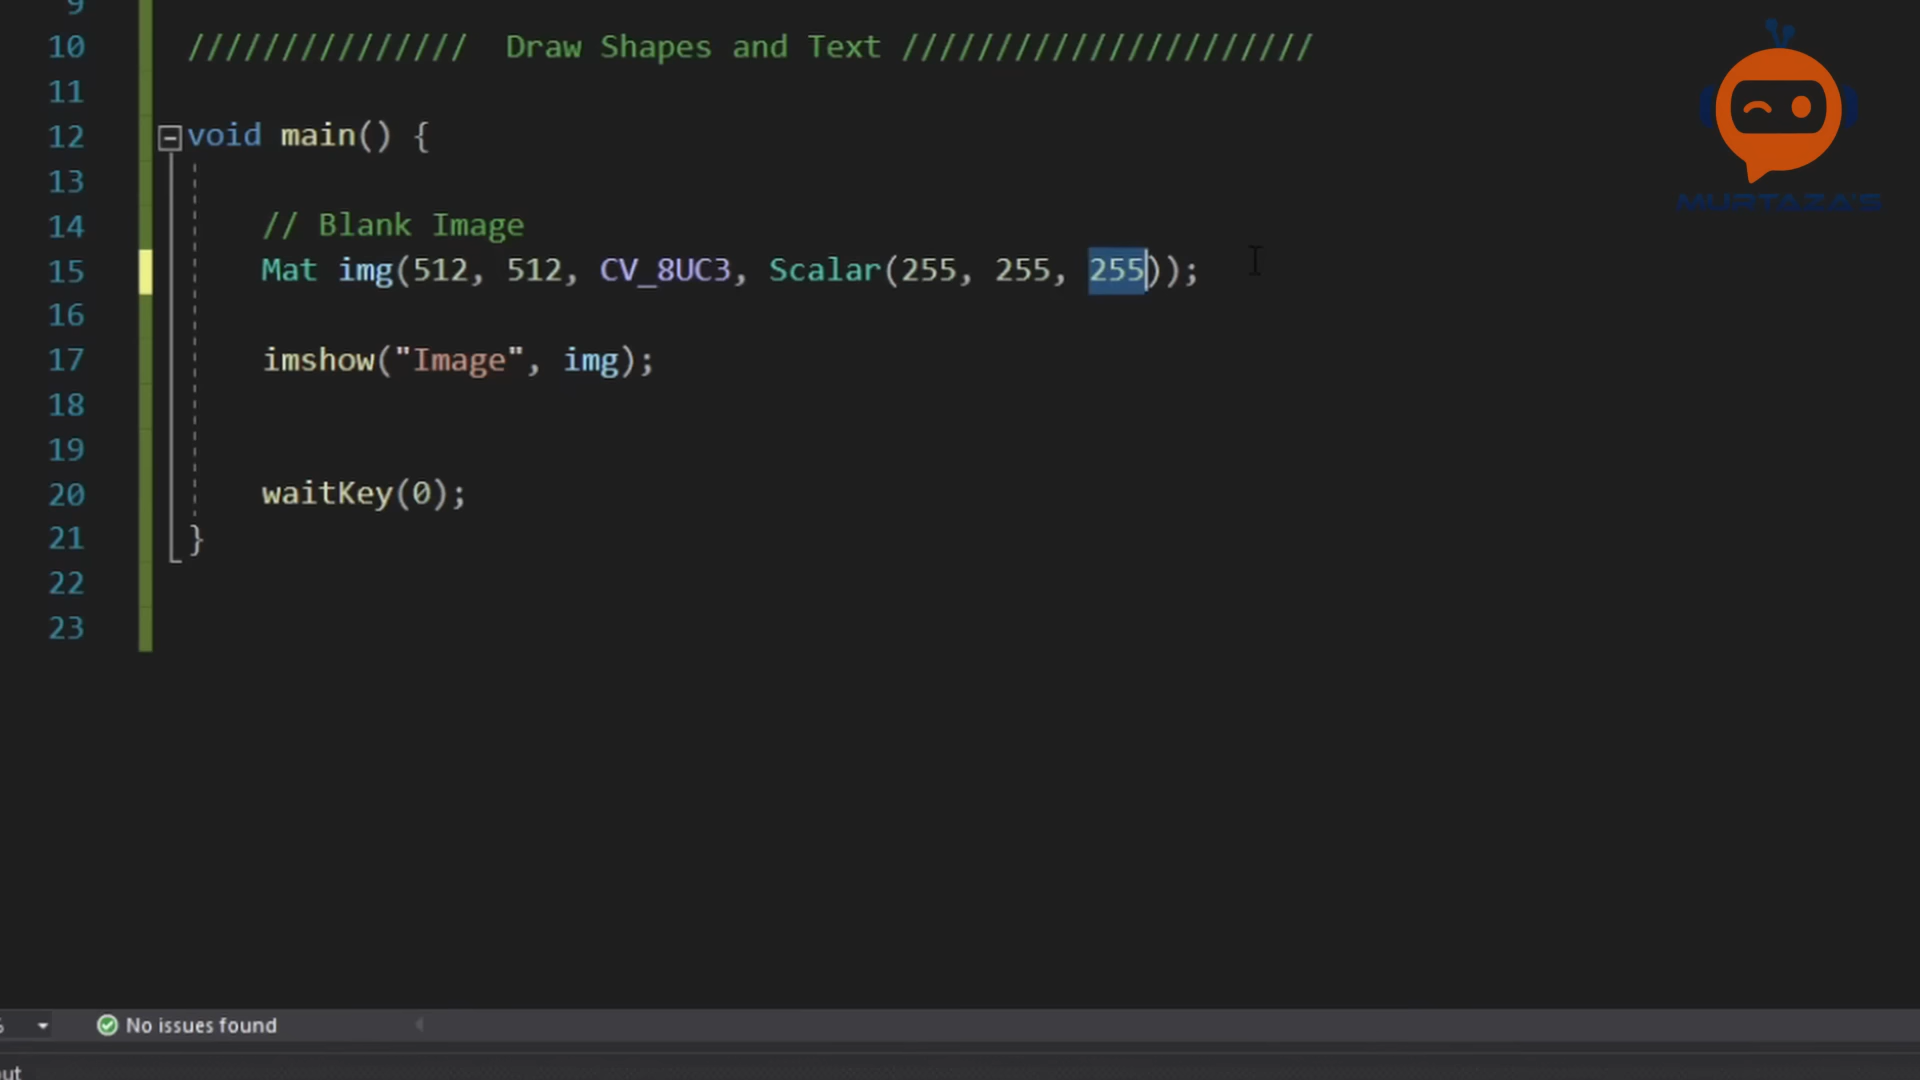 9
10 /////////////// Draw Shapes and Text //////////////////////
11
12 void main() {
13
14 // Blank Image
15 Mat img(512, 512, CV_8UC3, Scalar(255, 255, 255));
16
17 imshow("Image", img);
18
19
20 waitKey(0);
21 }
22
23
MURTAZA'S
No issues found